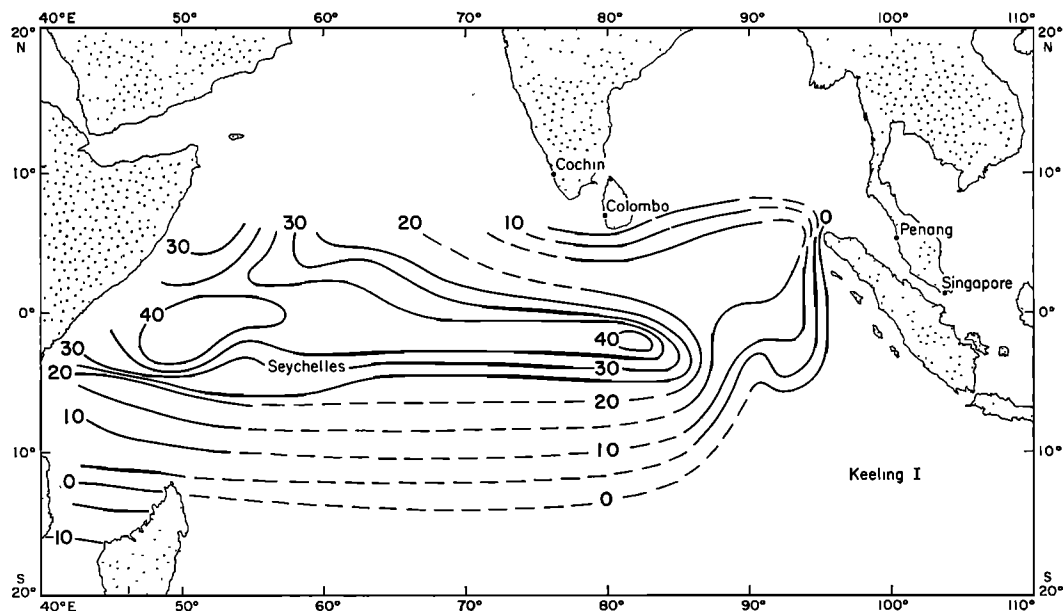 40°E 50° 60° 70° 80° 90° 100° 110°
20° N 20° N
10° 10°
Cochin
Colombo
30 30 20 10 0
Penang
Singapore
0° 0°
40 40
30 Seychelles 30
20 20
10 10
10° 10°
Keeling I
0 0
-10
S 20° S 20°
40°E 50° 60° 70° 80° 90° 100° 110°